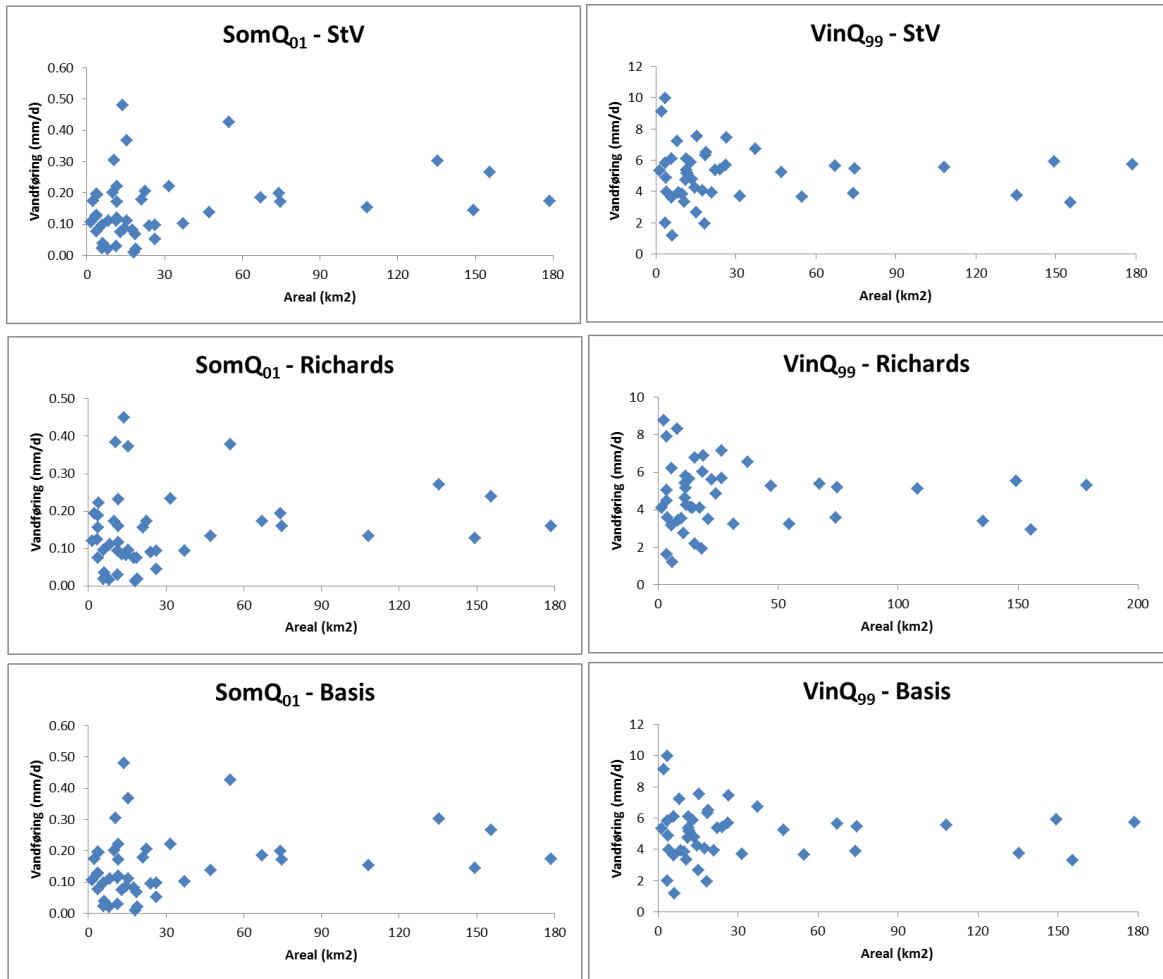 SomQ01 - StV
Vandføring (mm/d)
0.60
0.50
0.40
0.30
0.20
0.10
0.00
0 30 60 90 120 150 180
Areal (km2)
VinQ99 - StV
Vandføring (mm/d)
12
10
8
6
4
2
0
0 30 60 90 120 150 180
Areal (km2)
SomQ01 - Richards
Vandføring (mm/d)
0.50
0.40
0.30
0.20
0.10
0.00
0 30 60 90 120 150 180
Areal (km2)
VinQ99 - Richards
Vandføring (mm/d)
10
8
6
4
2
0
0 50 100 150 200
Areal (km2)
SomQ01 - Basis
Vandføring (mm/d)
0.60
0.50
0.40
0.30
0.20
0.10
0.00
0 30 60 90 120 150 180
Areal (km2)
VinQ99 - Basis
Vandføring (mm/d)
12
10
8
6
4
2
0
0 30 60 90 120 150 180
Areal (km2)